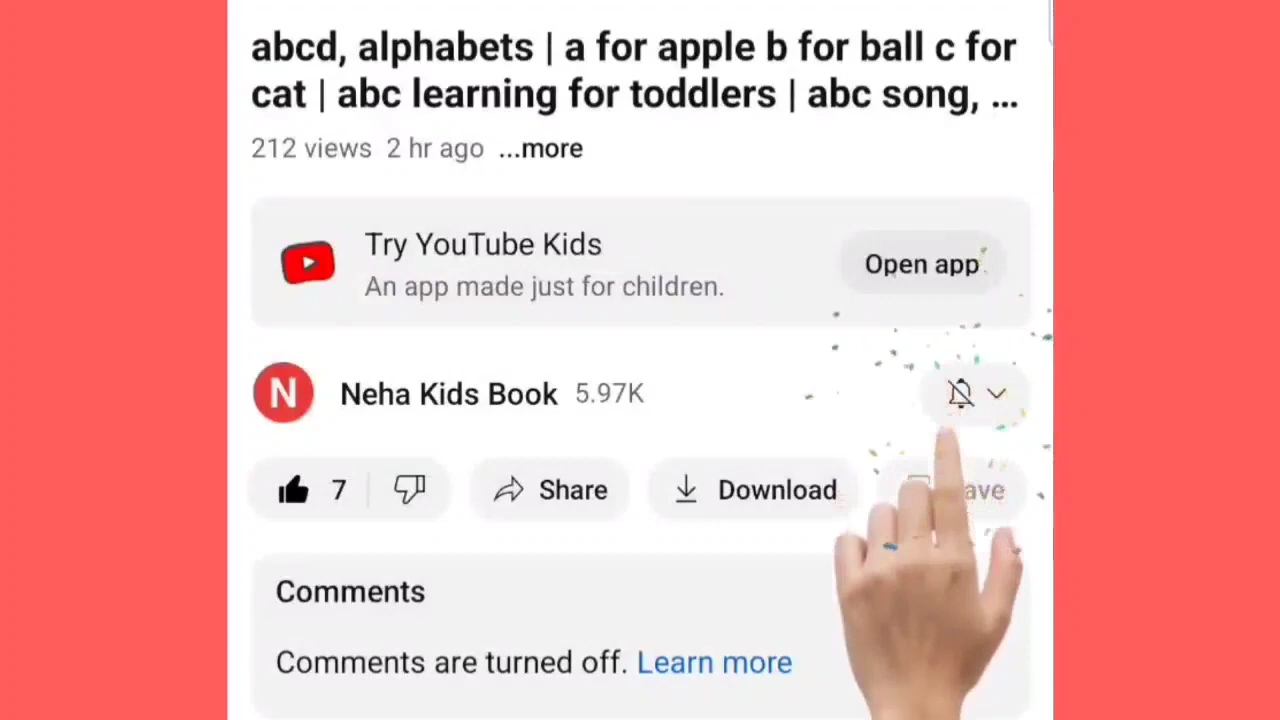 abcd, alphabets | a for apple b for ball c for
cat | abc learning for toddlers | abc song, ...
212 views 2 hr ago ...more
Try YouTube Kids
An app made just for children.
Open app
N Neha Kids Book 5.97K
7 Share Download
Comments
Comments are turned off. Learn more